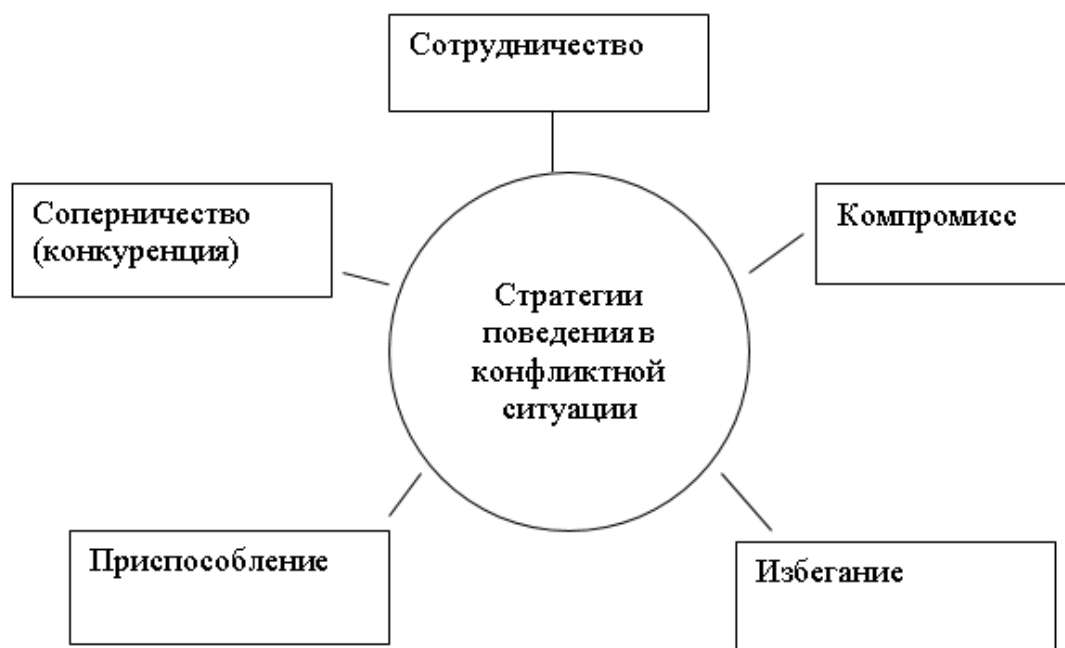 Сотрудничество
Соперничество
(конкуренция)
Компромисс
Стратегии
поведения в
конфликтной
ситуации
Приспособление
Избегание